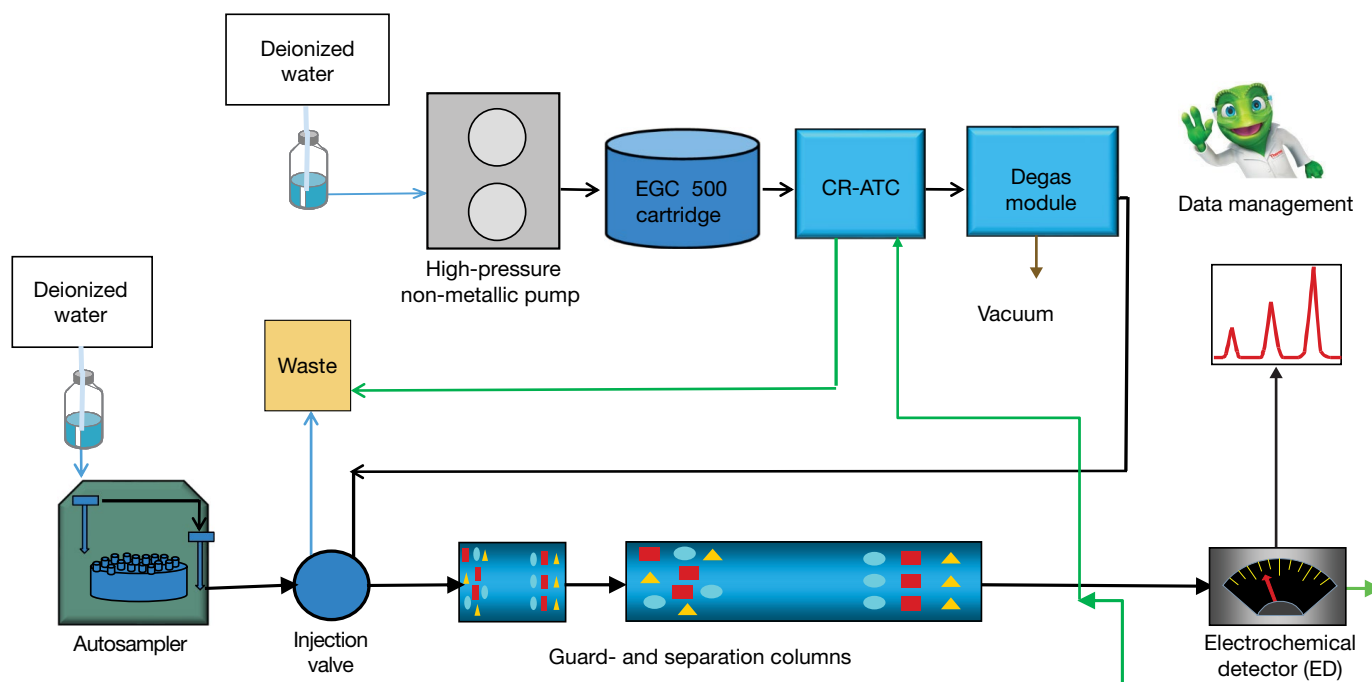 Deionized
water
EGC 500
cartridge
CR-ATC
Degas
module
Data management
High-pressure
non-metallic pump
Deionized
water
Vacuum
Waste
Autosampler
Injection
valve
Guard- and separation columns
Electrochemical
detector (ED)